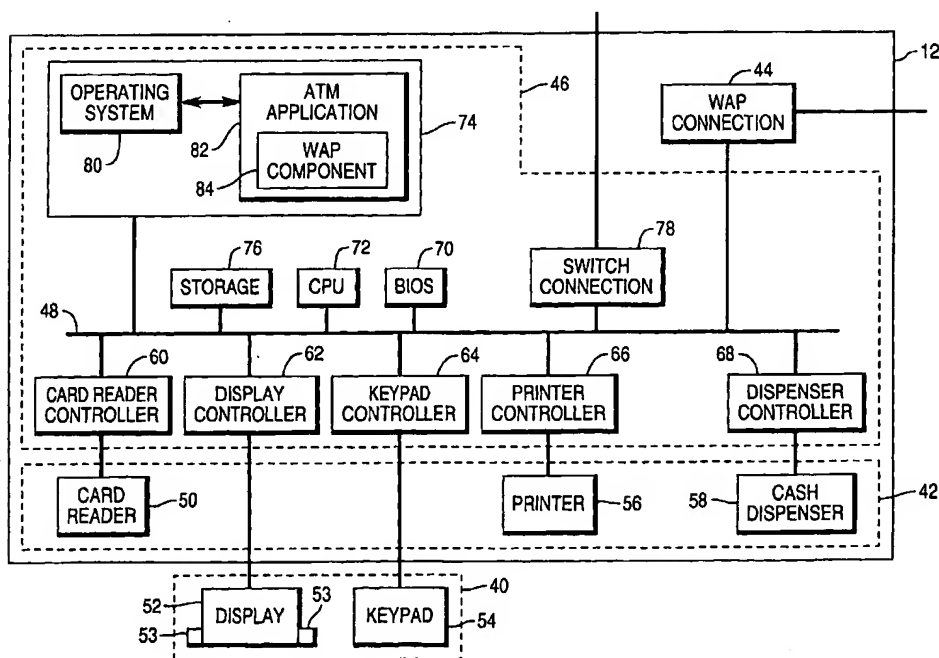 12
44
WAP
CONNECTION
46
OPERATING
SYSTEM
80
ATM
APPLICATION
82
WAP
COMPONENT
84
74
76
STORAGE
72
CPU
70
BIOS
78
SWITCH
CONNECTION
48
60
CARD READER
CONTROLLER
62
DISPLAY
CONTROLLER
64
KEYPAD
CONTROLLER
66
PRINTER
CONTROLLER
68
DISPENSER
CONTROLLER
CARD
READER
50
PRINTER
56
58
CASH
DISPENSER
42
40
52
DISPLAY
53
53
KEYPAD
54